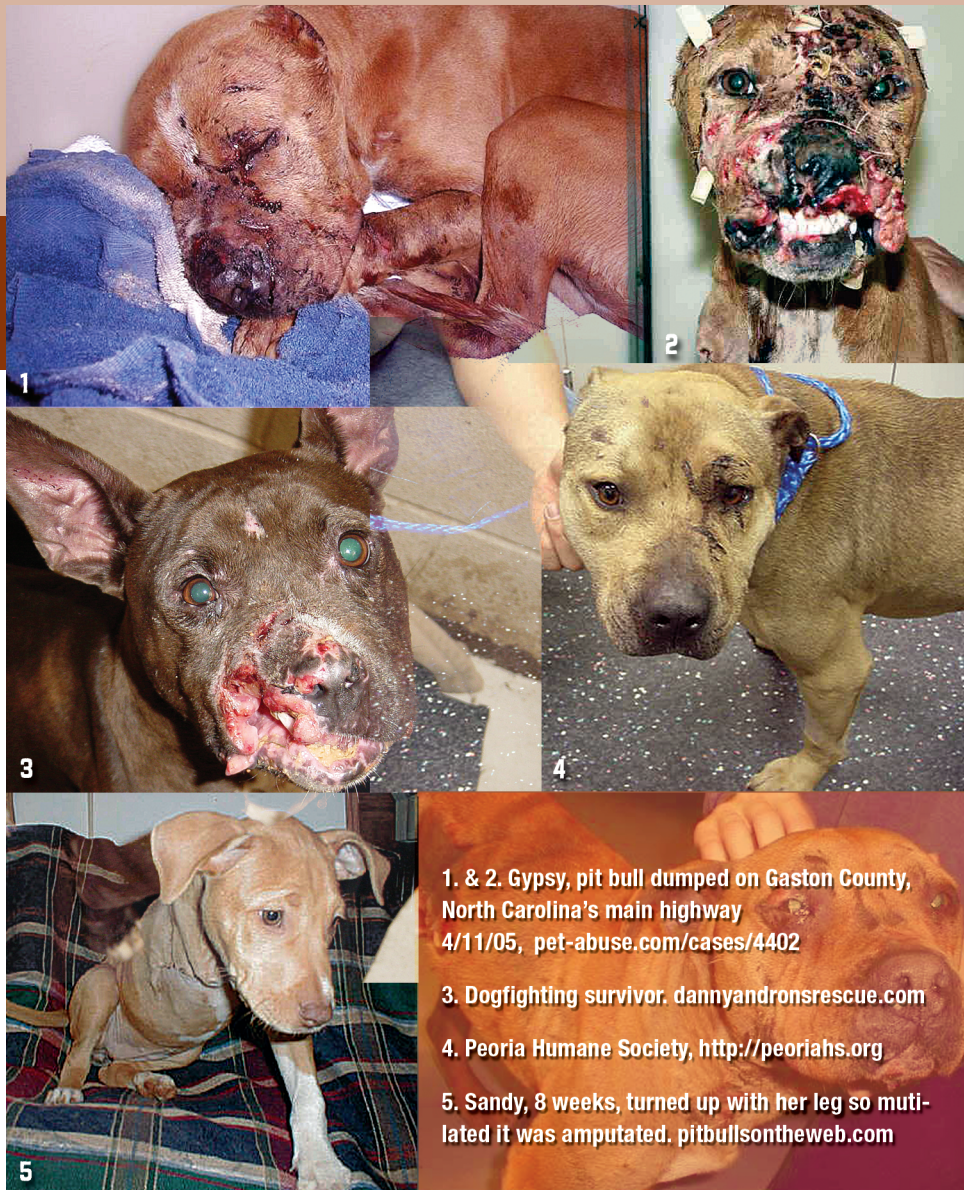 1
2
3
4
5
1. & 2. Gypsy, pit bull dumped on Gaston County,
North Carolina's main highway
4/11/05, pet-abuse.com/cases/4402
3. Dogfighting survivor. dannyandronsrescue.com
4. Peoria Humane Society, http://peoriahs.org
5. Sandy, 8 weeks, turned up with her leg so muti-
lated it was amputated. pitbullsontheweb.com